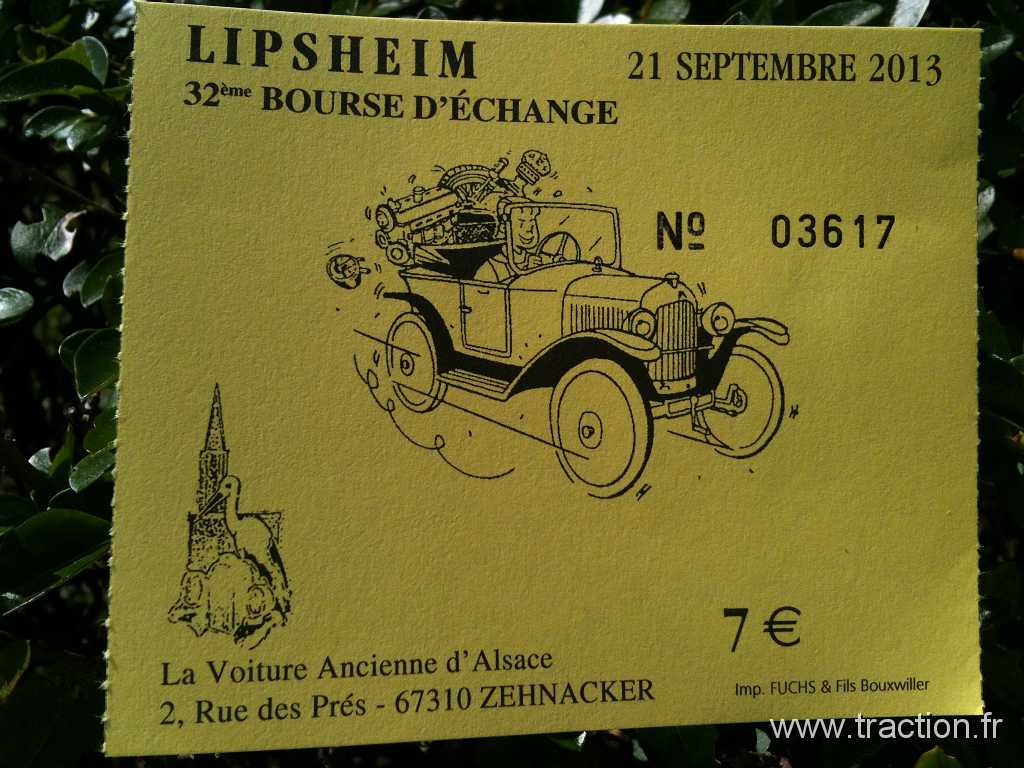 LIPSHEIM
21 SEPTEMBRE 2013
32ème BOURSE D'ÉCHANGE
Nº 03617
7 €
La Voiture Ancienne d'Alsace
2, Rue des Prés - 67310 ZEHNACKER
Imp. FUCHS & Fils Bouxwiller
www.traction.fr